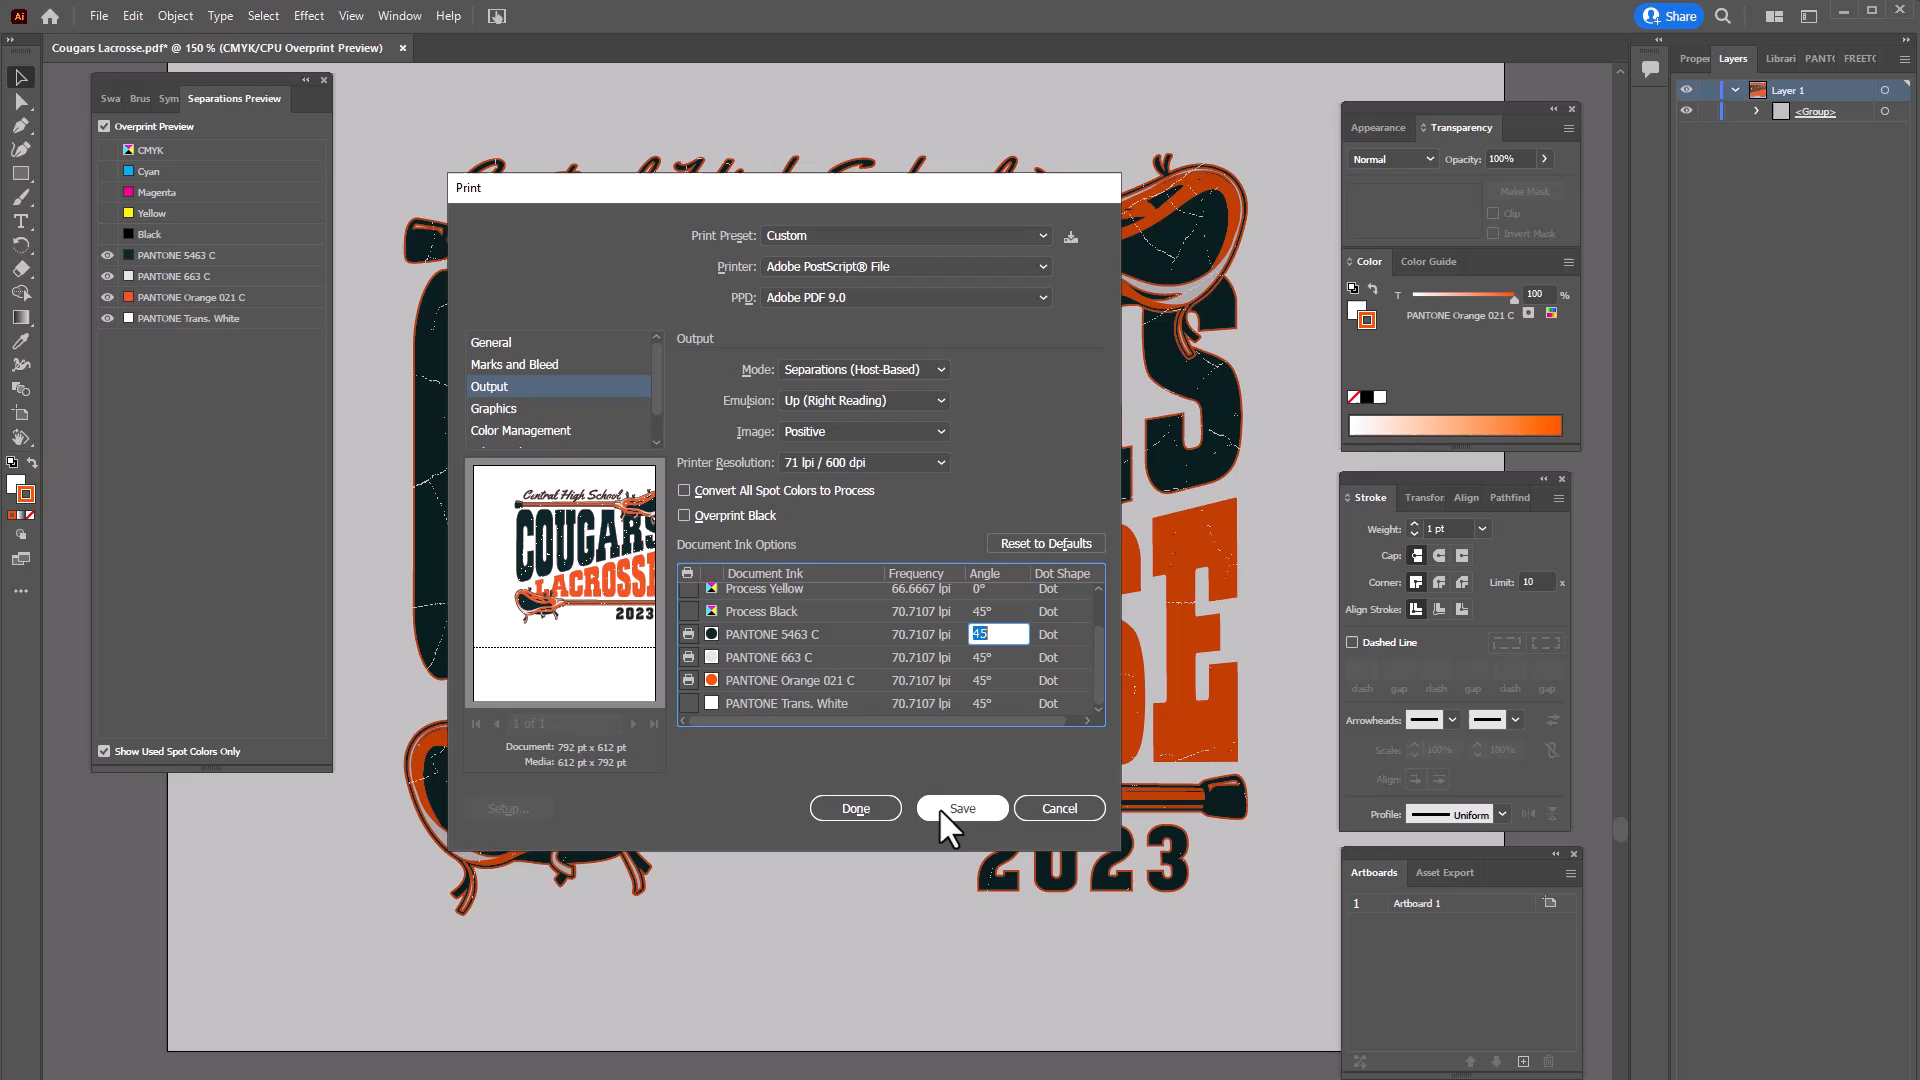 Ai File Edit Object Type Select Effect View Window Help Share
Cougars Lacrosse.pdf* @ 150 % (CMYK/CPU Overprint Preview)
Swa Brus Sym Separations Preview
Overprint Preview
CMYK
Cyan
Magenta
Yellow
Black
PANTONE 5463 C
PANTONE 663 C
PANTONE Orange 021 C
PANTONE Trans. White
Show Used Spot Colors Only
Print
Print Preset: Custom
Printer: Adobe PostScript® File
PPD: Adobe PDF 9.0
General
Marks and Bleed
Output
Graphics
Color Management
Central High School
COUGARS
LACROSSE
2023
1 of 1
Document: 792 pt x 612 pt
Media: 612 pt x 792 pt
Setup...
Output
Mode: Separations (Host-Based)
Emulsion: Up (Right Reading)
Image: Positive
Printer Resolution: 71 lpi / 600 dpi
Convert All Spot Colors to Process
Overprint Black
Document Ink Options Reset to Defaults
Document Ink Frequency Angle Dot Shape
Process Yellow 66.6667 lpi 0° Dot
Process Black 70.7107 lpi 45° Dot
PANTONE 5463 C 70.7107 lpi 45 Dot
PANTONE 663 C 70.7107 lpi 45° Dot
PANTONE Orange 021 C 70.7107 lpi 45° Dot
PANTONE Trans. White 70.7107 lpi 45° Dot
Done Save Cancel
2023
Appearance Transparency
Normal Opacity: 100%
Make Mask
Clip
Invert Mask
Color Color Guide
T 100 %
PANTONE Orange 021 C
Stroke Transfor Align Pathfind
Weight: 1 pt
Cap:
Corner: Limit: 10 x
Align Stroke:
Dashed Line
dash gap dash gap dash gap
Arrowheads:
Scale: 100% 100%
Align:
Profile: Uniform
Artboards Asset Export
1 Artboard 1
Proper Layers Librari PANTC FREETC
Layer 1
<Group>